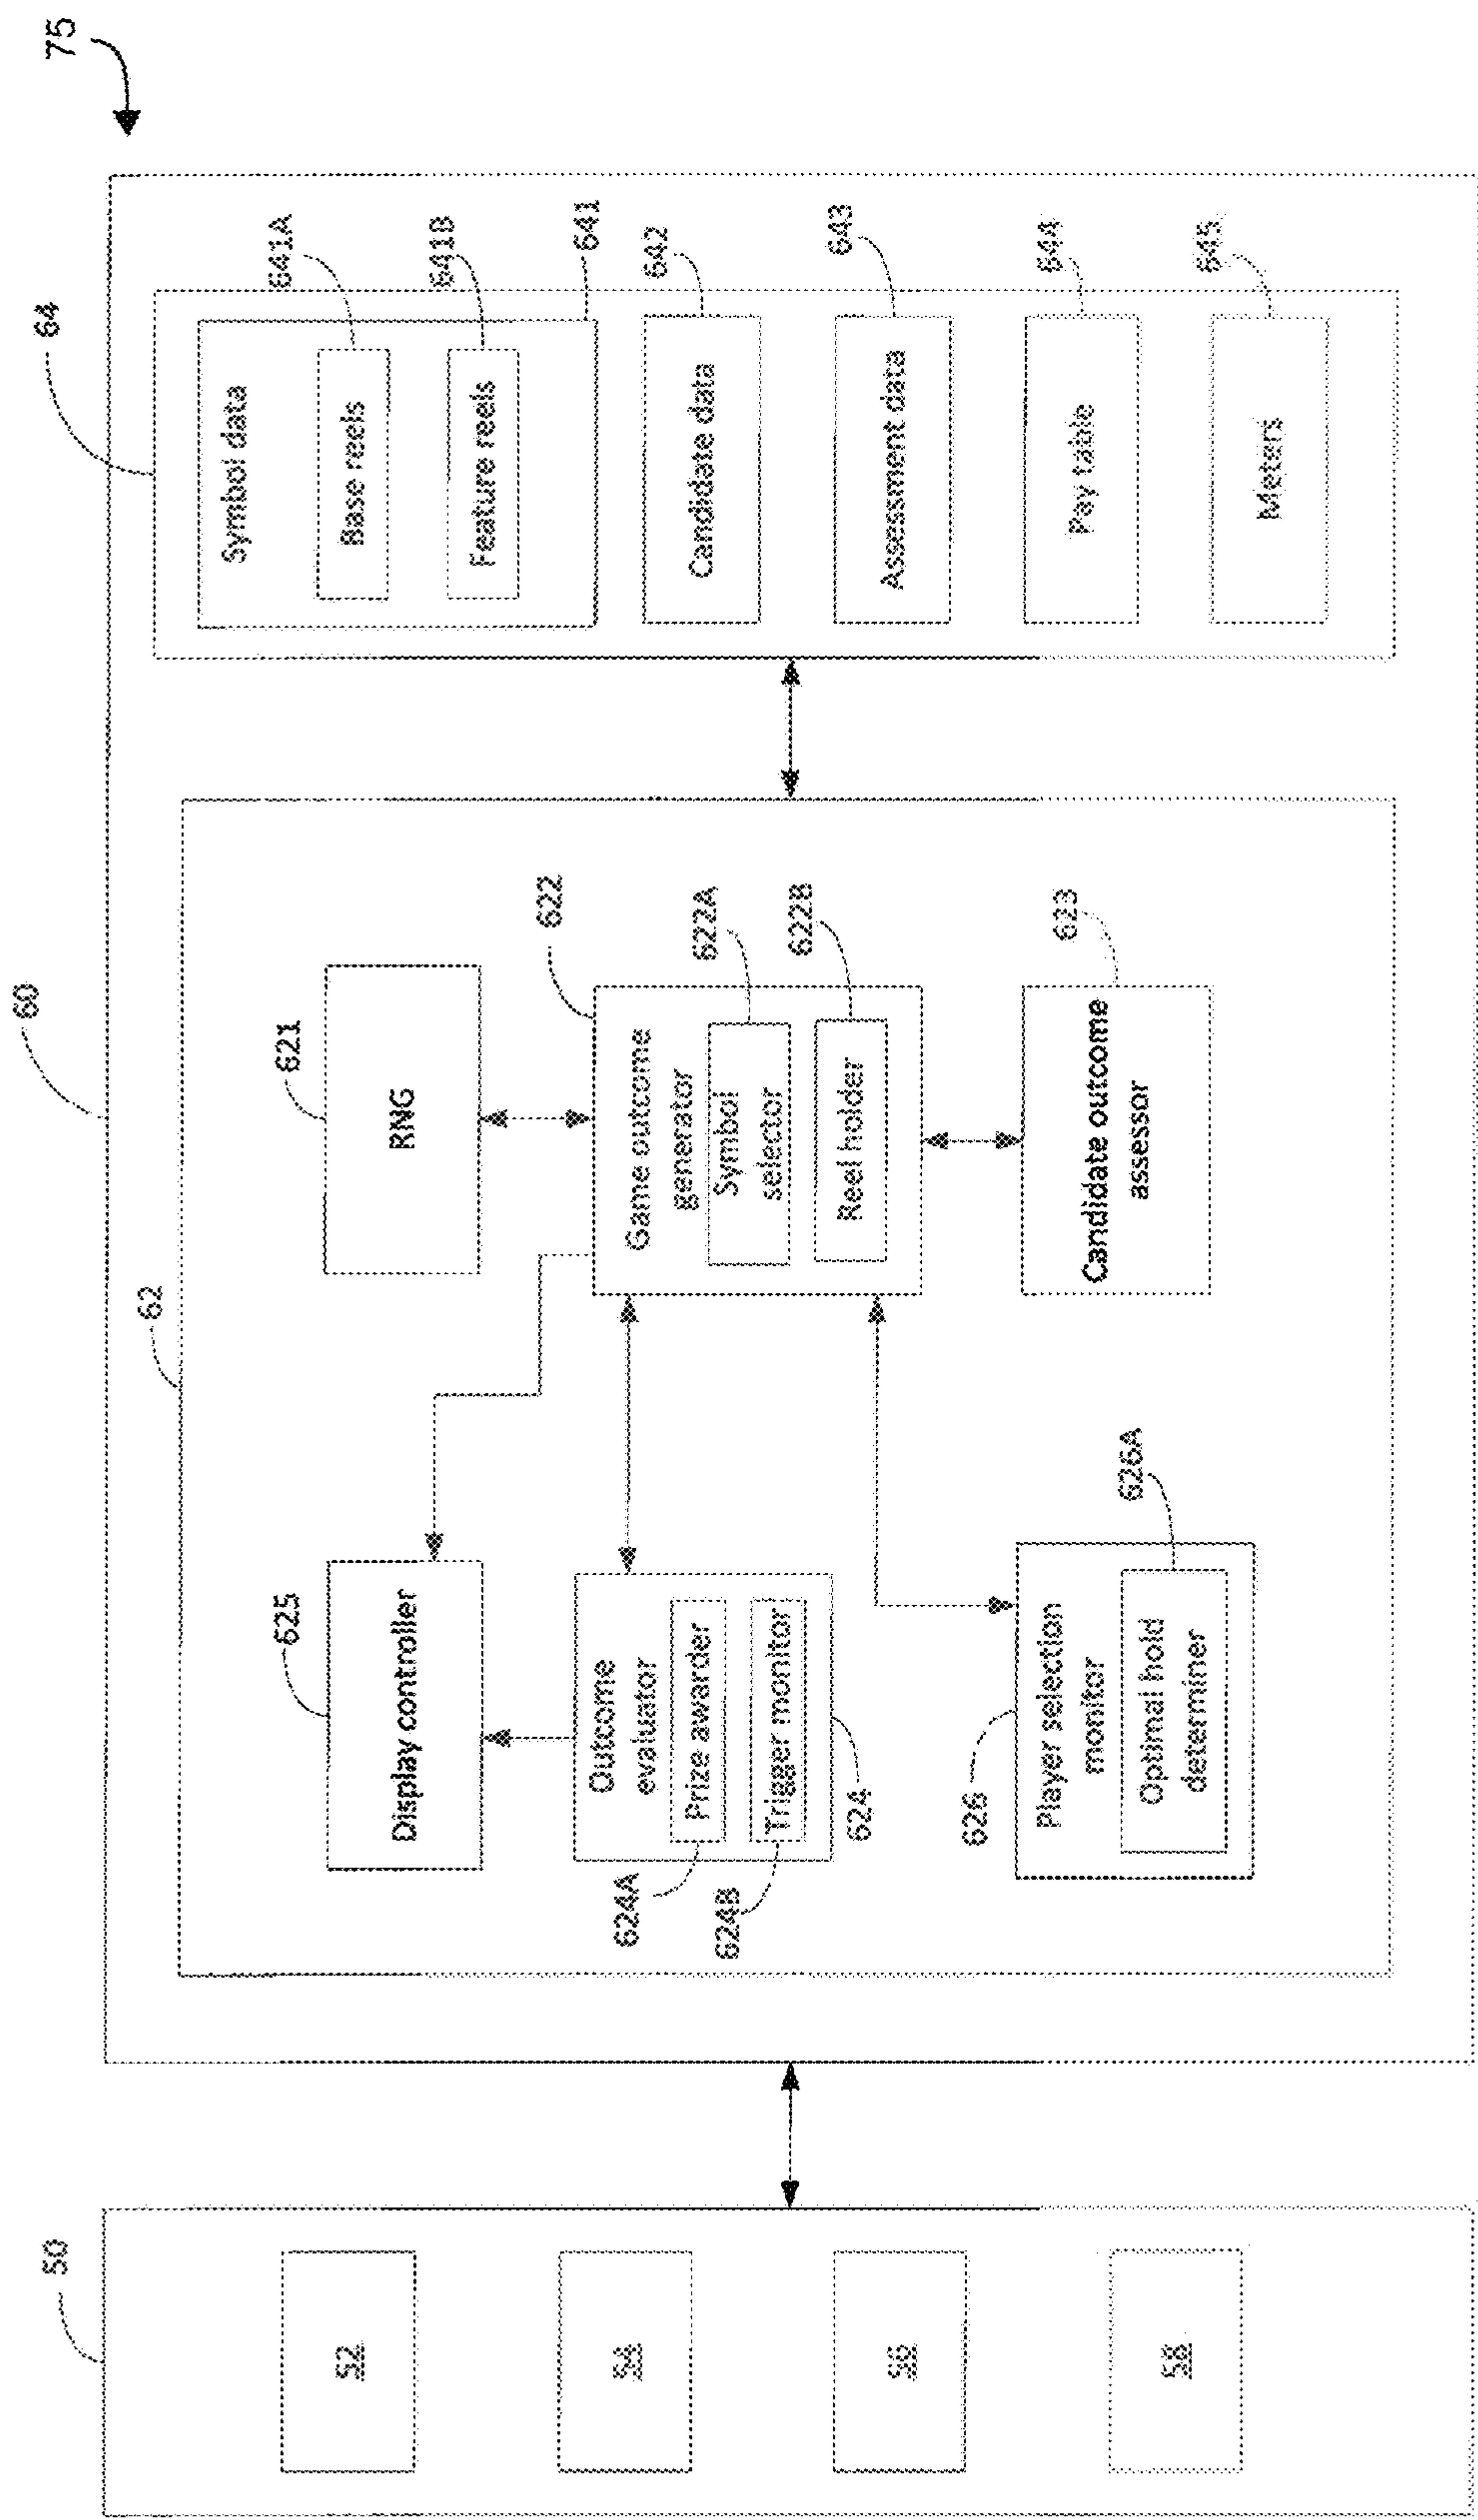 75
50
52
54
56
58
60
62
625
Display controller
621
RNG
622
Game outcome
generator
622A
Symbol
selector
622B
Reel holder
Outcome
evaluator
Prize awarder
Trigger monitor
624A
624B
624
626
Player selection
monitor
626A
Optimal hold
determiner
623
Candidate outcome
assessor
64
Symbol data
641A
Base reels
641B
Feature reels
641
642
Candidate data
643
Assessment data
644
Pay table
645
Meters